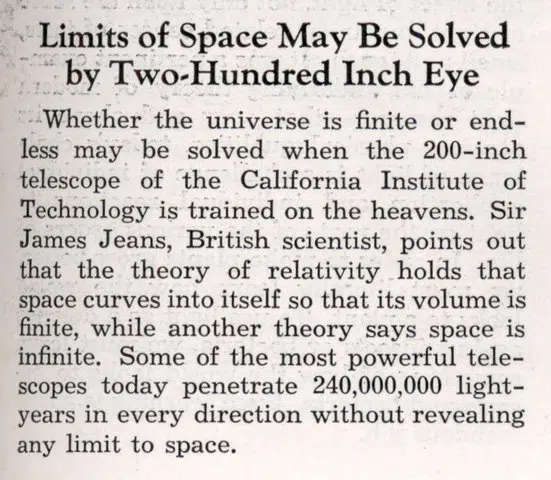 Limits of Space May Be Solved
by Two-Hundred Inch Eye
Whether the universe is finite or end-
less may be solved when the 200-inch
telescope of the California Institute of
Technology is trained on the heavens. Sir
James Jeans, British scientist, points out
that the theory of relativity holds that
space curves into itself so that its volume is
finite, while another theory says space is
infinite. Some of the most powerful tele-
scopes today penetrate 240,000,000 light-
years in every direction without revealing
any limit to space.